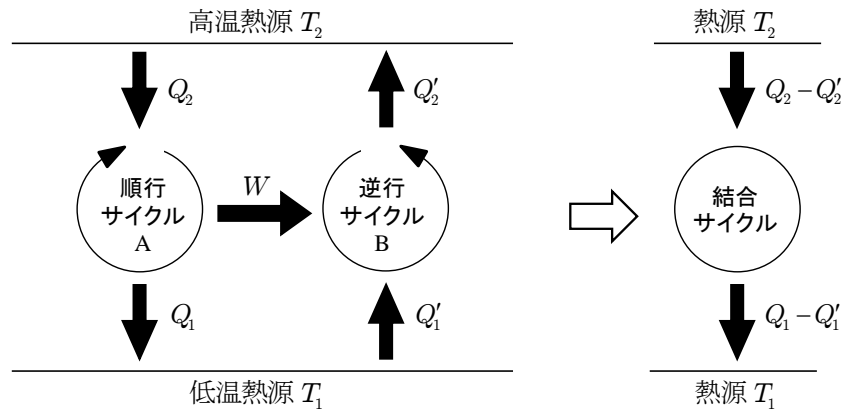 高温熱源 T₂
熱源 T₂
Q₂
Q₂′
Q₂ − Q₂′
順行
サイクル
A
W
逆行
サイクル
B
結合
サイクル
Q₁
Q₁′
Q₁ − Q₁′
低温熱源 T₁
熱源 T₁